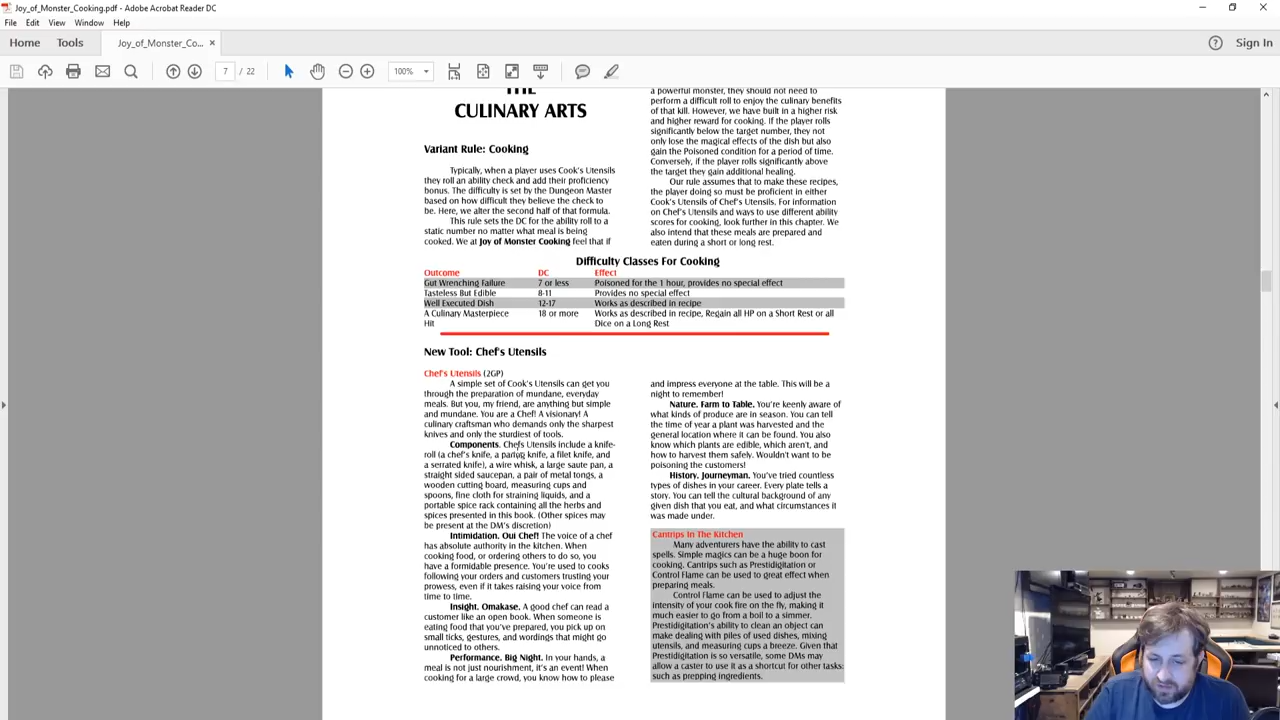 Joy_of_Monster_Cooking.pdf - Adobe Acrobat Reader DC
File Edit View Window Help
Home Tools Joy_of_Monster_Co... × Sign In
7 / 22 100%
THE
CULINARY ARTS
Variant Rule: Cooking
Typically, when a player uses Cook's Utensils
they roll an ability check and add their proficiency
bonus. The difficulty is set by the Dungeon Master
based on how difficult they believe the check to
be. Here, we alter the second half of that formula.
This rule sets the DC for the ability roll to a
static number no matter what meal is being
cooked. We at Joy of Monster Cooking feel that if
a powerful monster, they should not need to
perform a difficult roll to enjoy the culinary benefits
of that kill. However, we have built in a higher risk
and higher reward for cooking. If the player rolls
significantly below the target number, they not
only lose the magical effects of the dish but also
gain the Poisoned condition for a period of time.
Conversely, if the player rolls significantly above
the target they gain additional healing.
Our rule assumes that to make these recipes,
the player doing so must be proficient in either
Cook's Utensils of Chef's Utensils. For information
on Chef's Utensils and ways to use different ability
scores for cooking, look further in this chapter. We
also intend that these meals are prepared and
eaten during a short or long rest.
Difficulty Classes For Cooking
Outcome DC Effect
Gut Wrenching Failure 7 or less Poisoned for the 1 hour, provides no special effect
Tasteless But Edible 8-11 Provides no special effect
Well Executed Dish 12-17 Works as described in recipe
A Culinary Masterpiece 18 or more Works as described in recipe, Regain all HP on a Short Rest or all
Hit Dice on a Long Rest
New Tool: Chef's Utensils
Chef's Utensils (2GP)
A simple set of Cook's Utensils can get you
through the preparation of mundane, everyday
meals. But you, my friend, are anything but simple
and mundane. You are a Chef! A visionary! A
culinary craftsman who demands only the sharpest
knives and only the sturdiest of tools.
Components. Chef's Utensils include a knife-
roll (a chef's knife, a paring knife, a filet knife, and
a serrated knife), a wire whisk, a large saute pan, a
straight sided saucepan, a pair of metal tongs, a
wooden cutting board, measuring cups and
spoons, fine cloth for straining liquids, and a
portable spice rack containing all the herbs and
spices presented in this book. (Other spices may
be present at the DM's discretion)
Intimidation. Oui Chef! The voice of a chef
has absolute authority in the kitchen. When
cooking food, or ordering others to do so, you
have a formidable presence. You're used to cooks
following your orders and customers trusting your
prowess, even if it takes raising your voice from
time to time.
Insight. Omakase. A good chef can read a
customer like an open book. When someone is
eating food that you've prepared, you pick up on
small ticks, gestures, and wordings that might go
unnoticed to others.
Performance. Big Night. In your hands, a
meal is not just nourishment, it's an event! When
cooking for a large crowd, you know how to please
and impress everyone at the table. This will be a
night to remember!
Nature. Farm to Table. You're keenly aware of
what kinds of produce are in season. You can tell
the time of year a plant was harvested and the
general location where it can be found. You also
know which plants are edible, which aren't, and
how to harvest them safely. Wouldn't want to be
poisoning the customers!
History. Journeyman. You've tried countless
types of dishes in your career. Every plate tells a
story. You can tell the cultural background of any
given dish that you eat, and what circumstances it
was made under.
Cantrips In The Kitchen
Many adventurers have the ability to cast
spells. Simple magics can be a huge boon for
cooking. Cantrips such as Prestidigitation or
Control Flame can be used to great effect when
preparing meals.
Control Flame can be used to adjust the
intensity of your cook fire on the fly, making it
much easier to go from a boil to a simmer.
Prestidigitation's ability to clean an object can
make dealing with piles of used dishes, mixing
utensils, and measuring cups a breeze. Given that
Prestidigitation is so versatile, some DMs may
allow a caster to use it as a shortcut for other tasks
such as prepping ingredients.